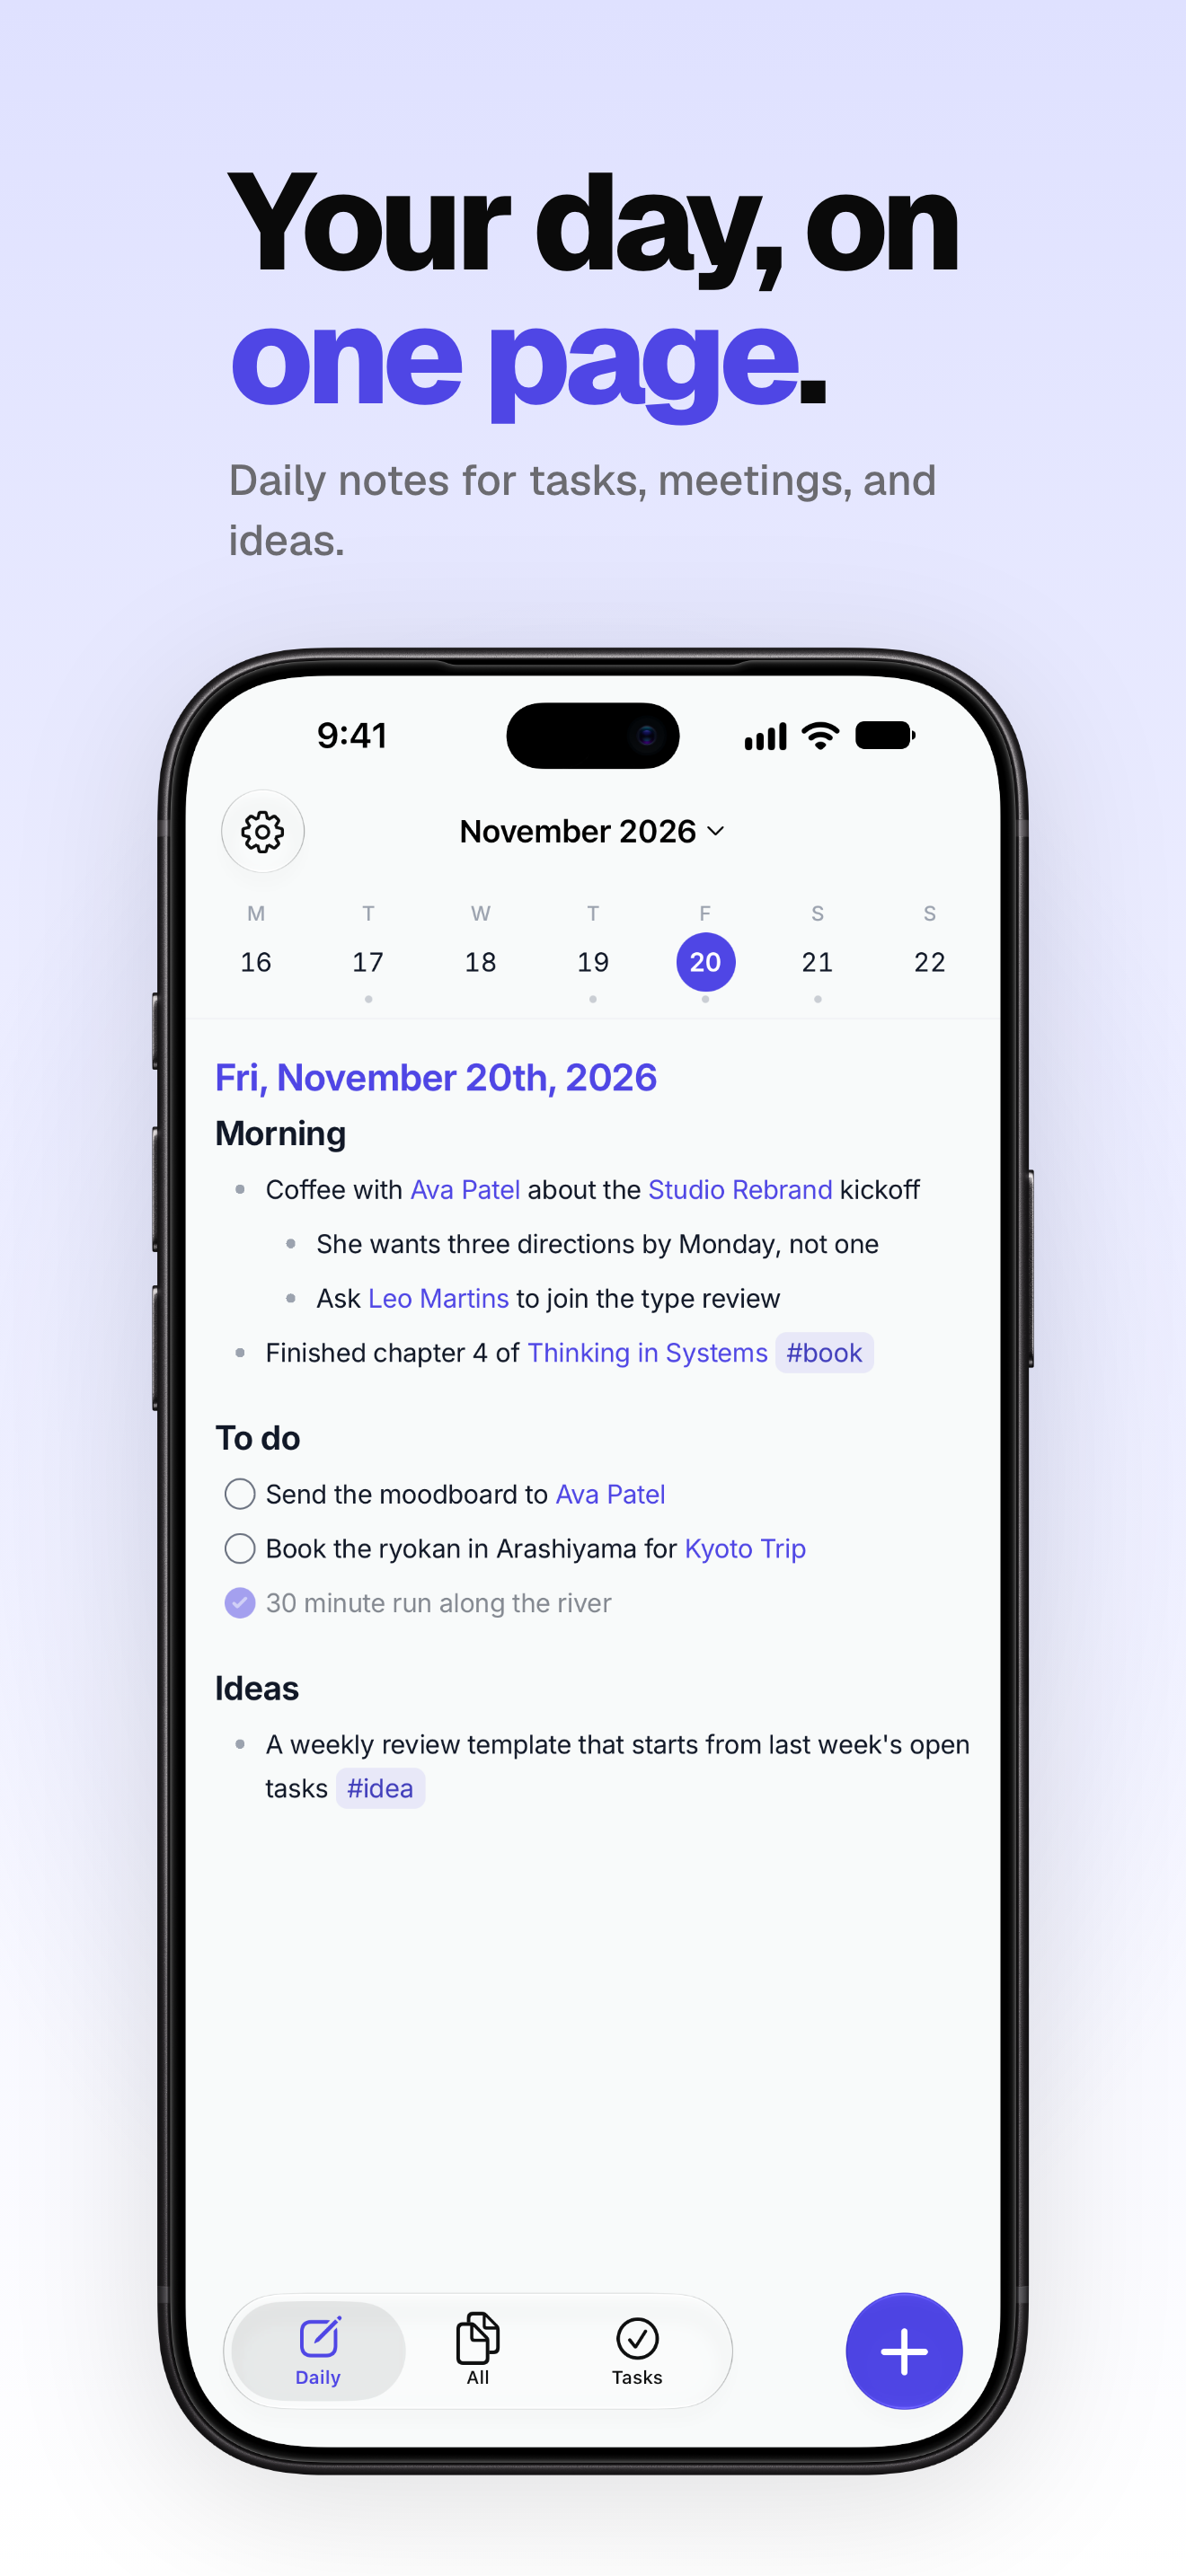 Your day, on
one page.
Daily notes for tasks, meetings, and
ideas.
9:41
November 2026
M T W T F S S
16 17 18 19 20 21 22
Fri, November 20th, 2026
Morning
Coffee with Ava Patel about the Studio Rebrand kickoff
She wants three directions by Monday, not one
Ask Leo Martins to join the type review
Finished chapter 4 of Thinking in Systems #book
To do
Send the moodboard to Ava Patel
Book the ryokan in Arashiyama for Kyoto Trip
30 minute run along the river
Ideas
A weekly review template that starts from last week's open
tasks #idea
Daily All Tasks